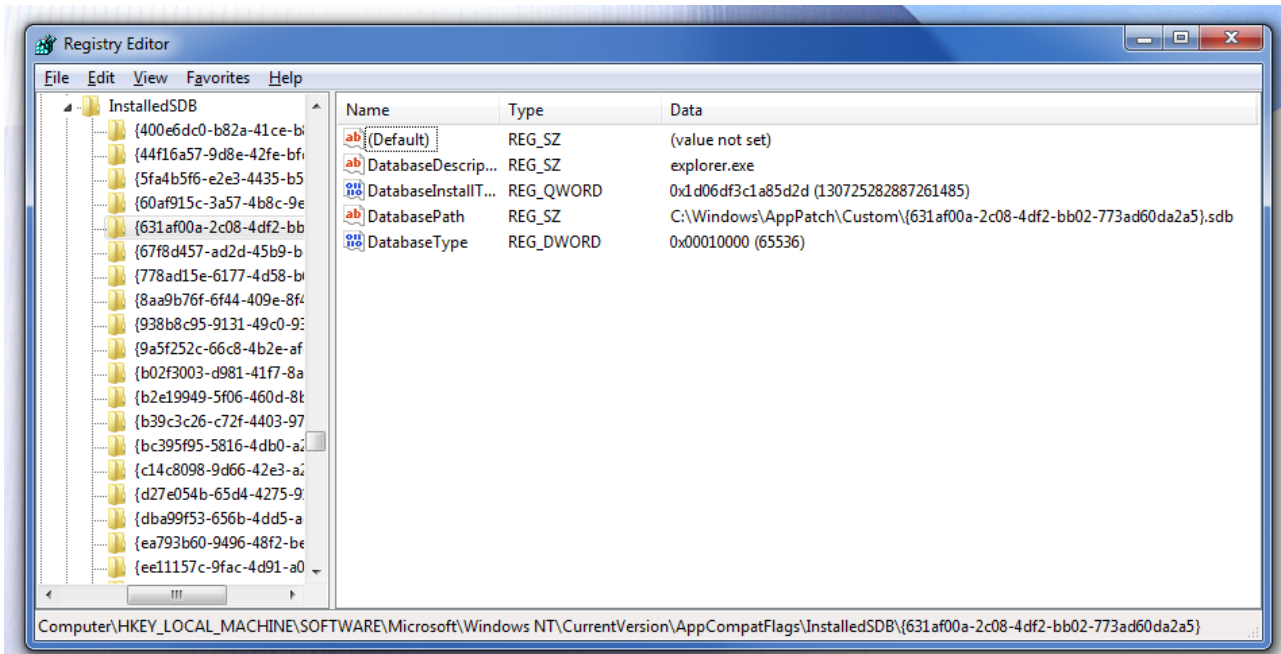 Registry Editor
File Edit View Favorites Help
InstalledSDB
{400e6dc0-b82a-41ce-b
{44f16a57-9d8e-42fe-bf
{5fa4b5f6-e2e3-4435-b5
{60af915c-3a57-4b8c-9e
{631af00a-2c08-4df2-bb
{67f8d457-ad2d-45b9-b
{778ad15e-6177-4d58-b
{8aa9b76f-6f44-409e-8f4
{938b8c95-9131-49c0-93
{9a5f252c-66c8-4b2e-af
{b02f3003-d981-41f7-8a
{b2e19949-5f06-460d-8b
{b39c3c26-c72f-4403-97
{bc395f95-5816-4db0-a2
{c14c8098-9d66-42e3-a2
{d27e054b-65d4-4275-9
{dba99f53-656b-4dd5-a
{ea793b60-9496-48f2-be
{ee11157c-9fac-4d91-a0
Name Type Data
(Default) REG_SZ (value not set)
DatabaseDescrip... REG_SZ explorer.exe
DatabaseInstallT... REG_QWORD 0x1d06df3c1a85d2d (130725282887261485)
DatabasePath REG_SZ C:\Windows\AppPatch\Custom\{631af00a-2c08-4df2-bb02-773ad60da2a5}.sdb
DatabaseType REG_DWORD 0x00010000 (65536)
Computer\HKEY_LOCAL_MACHINE\SOFTWARE\Microsoft\Windows NT\CurrentVersion\AppCompatFlags\InstalledSDB\{631af00a-2c08-4df2-bb02-773ad60da2a5}